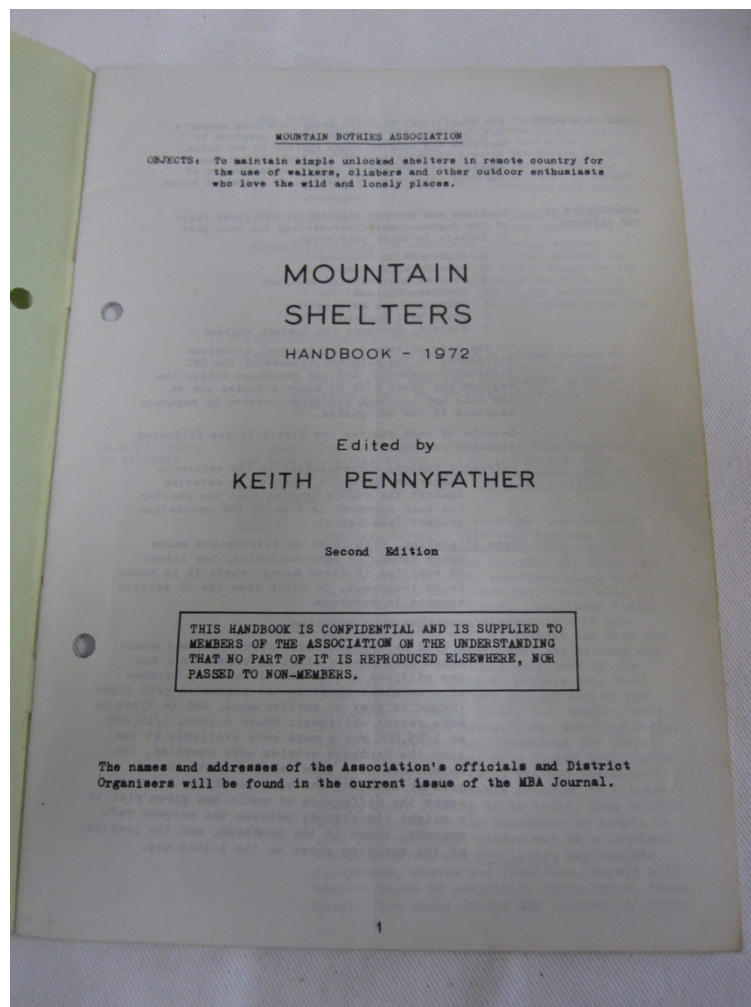 MOUNTAIN BOTHIES ASSOCIATION
OBJECTS: To maintain simple unlocked shelters in remote country for
the use of walkers, climbers and other outdoor enthusiasts
who love the wild and lonely places.
MOUNTAIN
SHELTERS
HANDBOOK - 1972
Edited by
KEITH PENNYFATHER
Second Edition
THIS HANDBOOK IS CONFIDENTIAL AND IS SUPPLIED TO
MEMBERS OF THE ASSOCIATION ON THE UNDERSTANDING
THAT NO PART OF IT IS REPRODUCED ELSEWHERE, NOR
PASSED TO NON-MEMBERS.
The names and addresses of the Association's officials and District
Organisers will be found in the current issue of the MBA Journal.
1